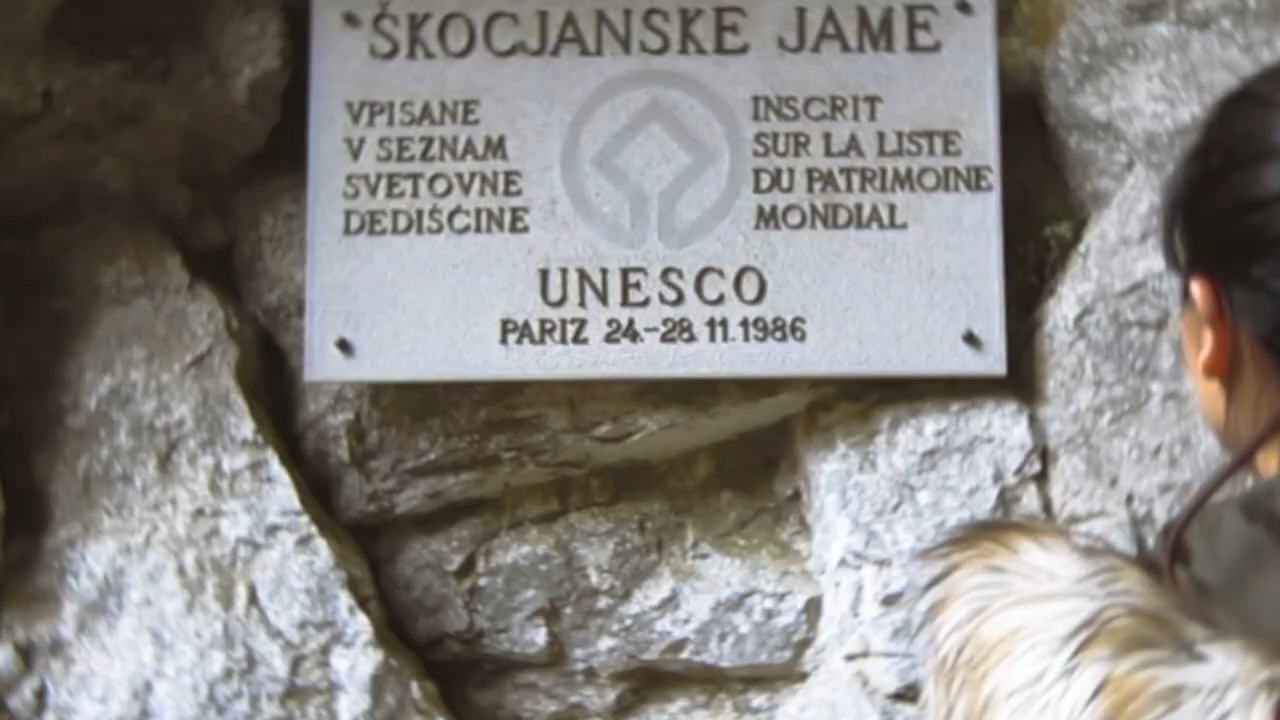 ŠKOCJANSKE JAME
VPISANE
V SEZNAM
SVETOVNE
DEDIŠČINE
INSCRIT
SUR LA LISTE
DU PATRIMOINE
MONDIAL
UNESCO
PARIZ 24.-28.11.1986